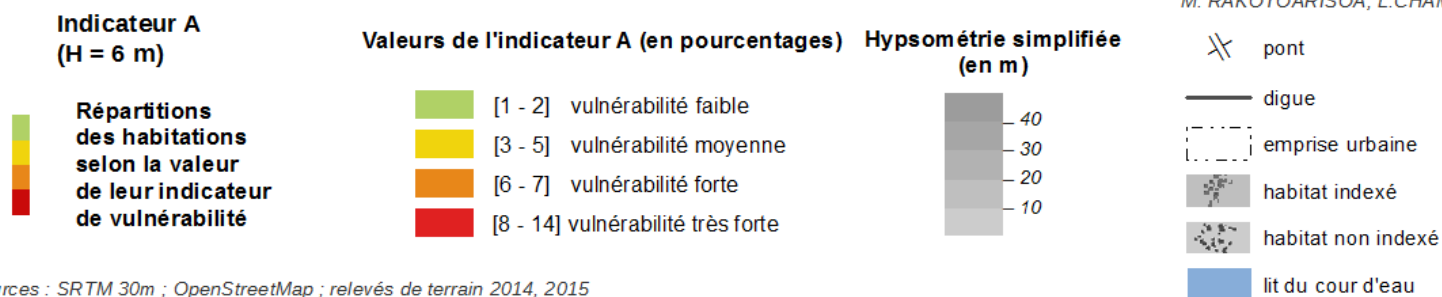 M. RAKOTOARISOA, L.CHAM
Indicateur A
(H = 6 m)
Répartitions
des habitations
selon la valeur
de leur indicateur
de vulnérabilité
Valeurs de l'indicateur A (en pourcentages)
[1 - 2] vulnérabilité faible
[3 - 5] vulnérabilité moyenne
[6 - 7] vulnérabilité forte
[8 - 14] vulnérabilité très forte
Hypsométrie simplifiée
(en m)
40
30
20
10
pont
digue
emprise urbaine
habitat indexé
habitat non indexé
lit du cour d'eau
urces : SRTM 30m ; OpenStreetMap ; relevés de terrain 2014, 2015